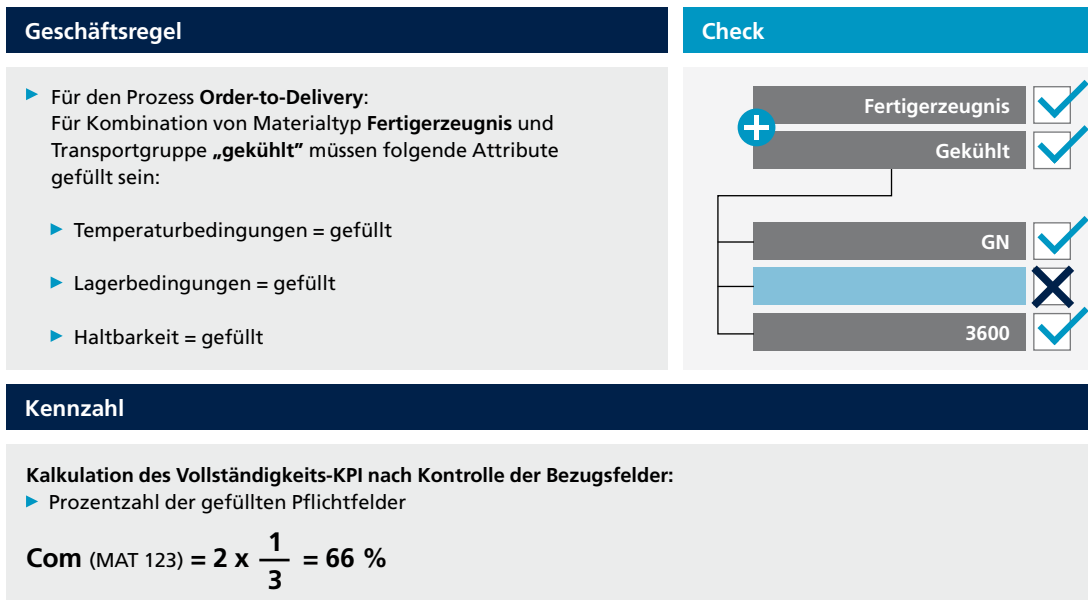 Geschäftsregel
Für den Prozess Order-to-Delivery:
Für Kombination von Materialtyp Fertigerzeugnis und
Transportgruppe „gekühlt" müssen folgende Attribute
gefüllt sein:
Temperaturbedingungen = gefüllt
Lagerbedingungen = gefüllt
Haltbarkeit = gefüllt
Check
Fertigerzeugnis
Gekühlt
GN
3600
Kennzahl
Kalkulation des Vollständigkeits-KPI nach Kontrolle der Bezugsfelder:
Prozentzahl der gefüllten Pflichtfelder
Com (MAT 123) = 2 x 1/3 = 66 %